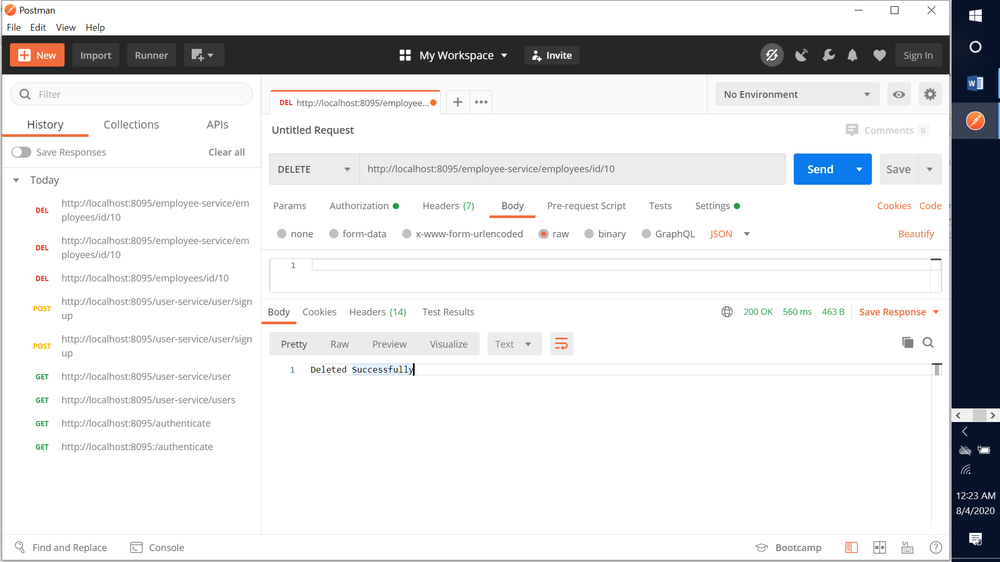 Postman
File Edit View Help
New Import Runner My Workspace Invite Sign In
Filter
History Collections APIs
Save Responses Clear all
Today
DEL http://localhost:8095/employee-service/em
ployees/id/10
DEL http://localhost:8095/employee-service/em
ployees/id/10
DEL http://localhost:8095/employees/id/10
POST http://localhost:8095/user-service/user/sign
up
POST http://localhost:8095/user-service/user/sign
up
GET http://localhost:8095/user-service/user
GET http://localhost:8095/user-service/users
GET http://localhost:8095/authenticate
GET http://localhost:8095:/authenticate
DEL http://localhost:8095/employee...
No Environment
Untitled Request
Comments 0
DELETE http://localhost:8095/employee-service/employees/id/10 Send Save
Params Authorization Headers (7) Body Pre-request Script Tests Settings Cookies Code
none form-data x-www-form-urlencoded raw binary GraphQL JSON Beautify
1
Body Cookies Headers (14) Test Results 200 OK 560 ms 463 B Save Response
Pretty Raw Preview Visualize Text
1 Deleted Successfully
Find and Replace Console Bootcamp
12:23 AM
8/4/2020